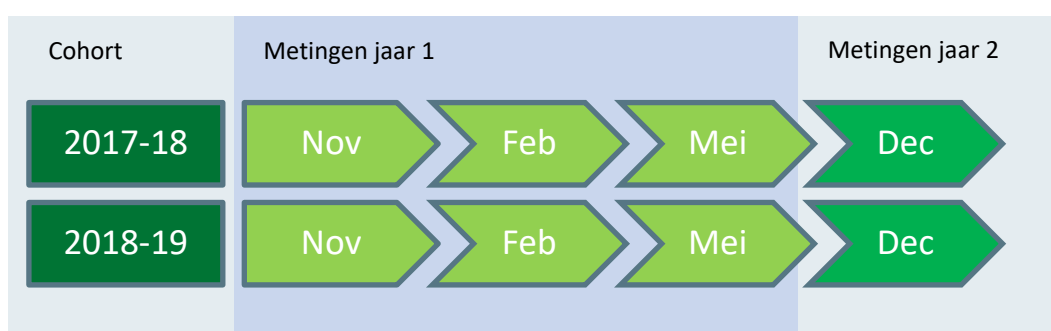 Cohort Metingen jaar 1 Metingen jaar 2
2017-18 Nov Feb Mei Dec
2018-19 Nov Feb Mei Dec